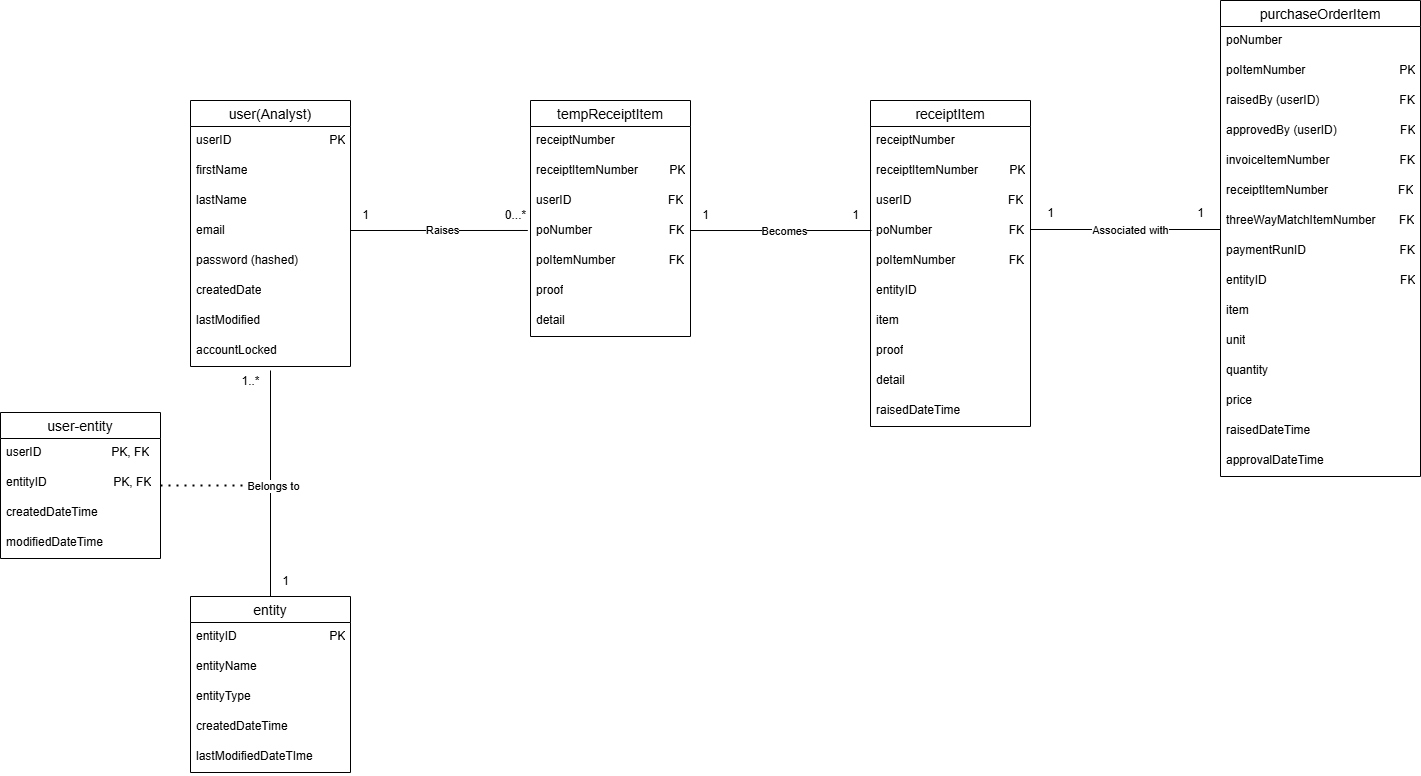 purchaseOrderItem
poNumber
poItemNumber PK
raisedBy (userID) FK
approvedBy (userID) FK
invoiceItemNumber FK
receiptItemNumber FK
threeWayMatchItemNumber FK
paymentRunID FK
entityID FK
item
unit
quantity
price
raisedDateTime
approvalDateTime
user(Analyst)
userID PK
firstName
lastName
email
password (hashed)
createdDate
lastModified
accountLocked
1 Raises 0...*
tempReceiptItem
receiptNumber
receiptItemNumber PK
userID FK
poNumber FK
poItemNumber FK
proof
detail
1 Becomes 1
receiptItem
receiptNumber
receiptItemNumber PK
userID FK
poNumber FK
poItemNumber FK
entityID
item
proof
detail
raisedDateTime
1 Associated with 1
1..*
user-entity
userID PK, FK
entityID PK, FK
createdDateTime
modifiedDateTime
Belongs to
1
entity
entityID PK
entityName
entityType
createdDateTime
lastModifiedDateTIme